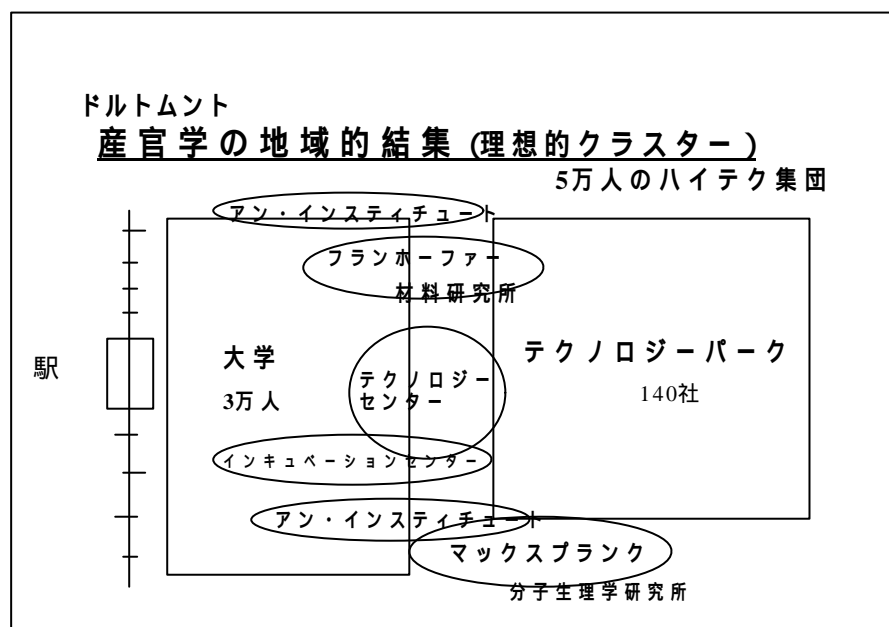 ドルトムント
産官学の地域的結集 (理想的クラスター)
5万人のハイテク集団
アン・インスティチュート
フランホーファー
材料研究所
駅
大学
3万人
テクノロジー
センター
テクノロジーパーク
140社
インキュベーションセンター
アン・インスティチュート
マックスプランク
分子生理学研究所